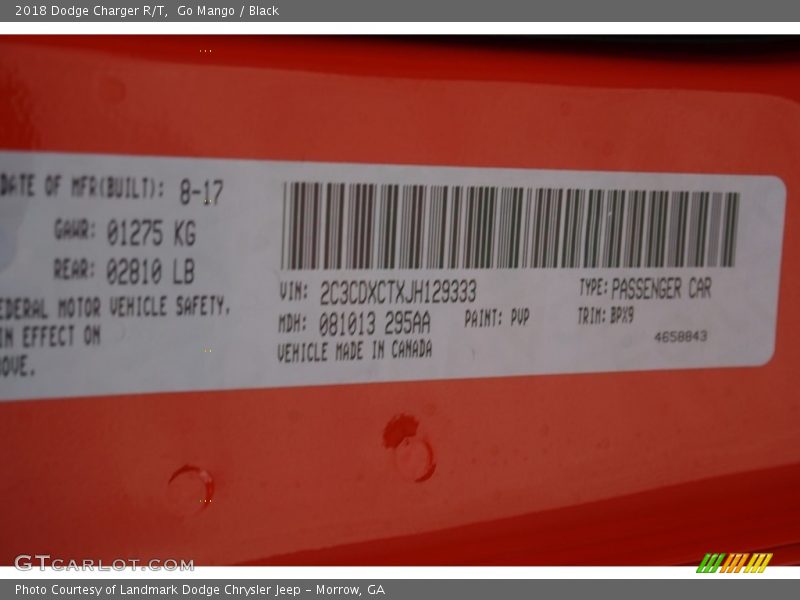 2018 Dodge Charger R/T,  Go Mango / Black
DATE OF MFR(BUILT): 8-17
GAWR: 01275 KG
REAR: 02810 LB
EDERAL MOTOR VEHICLE SAFETY.
IN EFFECT ON
OVE.
VIN: 2C3CDXCTXJH129333
TYPE: PASSENGER CAR
MDH: 081013 295AA
PAINT: PVP
TRIM: BPX9
VEHICLE MADE IN CANADA
4658843
GTCARLOT.COM
Photo Courtesy of Landmark Dodge Chrysler Jeep – Morrow, GA